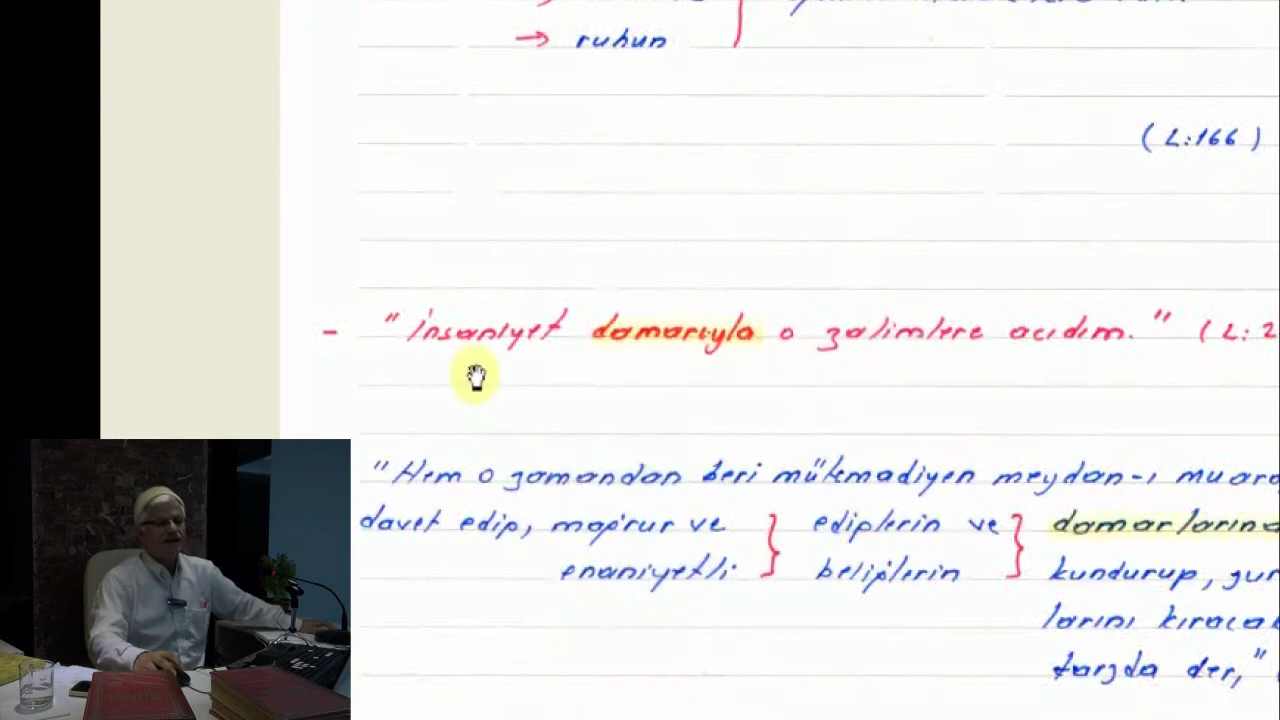 → ruhun
(L:166)
- "İnsaniyet damarıyla o zalimlere acıdım." (L: 2
"Hem o zamandan beri mütemadiyen meydan-ı muara
davet edip, mağrur ve } ediplerin ve } damarlarına
enaniyetli beliğlerin kundurup, gur
larını kıracak
tarzda der,"